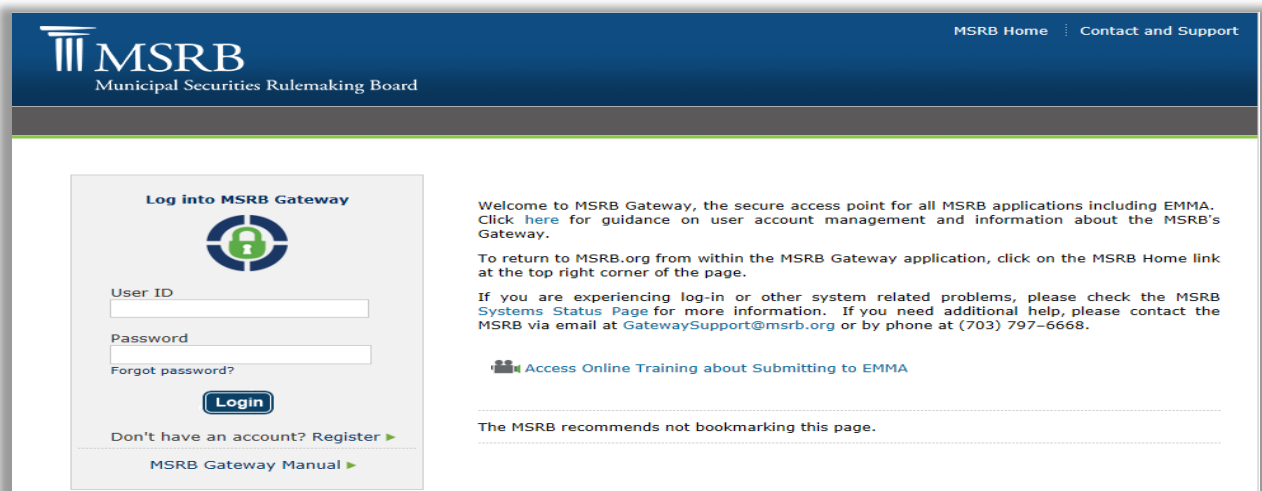 MSRB Home
Contact and Support
MSRB
Municipal Securities Rulemaking Board
Log into MSRB Gateway
User ID
Password
Forgot password?
Login
Don't have an account? Register
MSRB Gateway Manual
Welcome to MSRB Gateway, the secure access point for all MSRB applications including EMMA.
Click here for guidance on user account management and information about the MSRB's
Gateway.
To return to MSRB.org from within the MSRB Gateway application, click on the MSRB Home link
at the top right corner of the page.
If you are experiencing log-in or other system related problems, please check the MSRB
Systems Status Page for more information. If you need additional help, please contact the
MSRB via email at GatewaySupport@msrb.org or by phone at (703) 797–6668.
Access Online Training about Submitting to EMMA
The MSRB recommends not bookmarking this page.